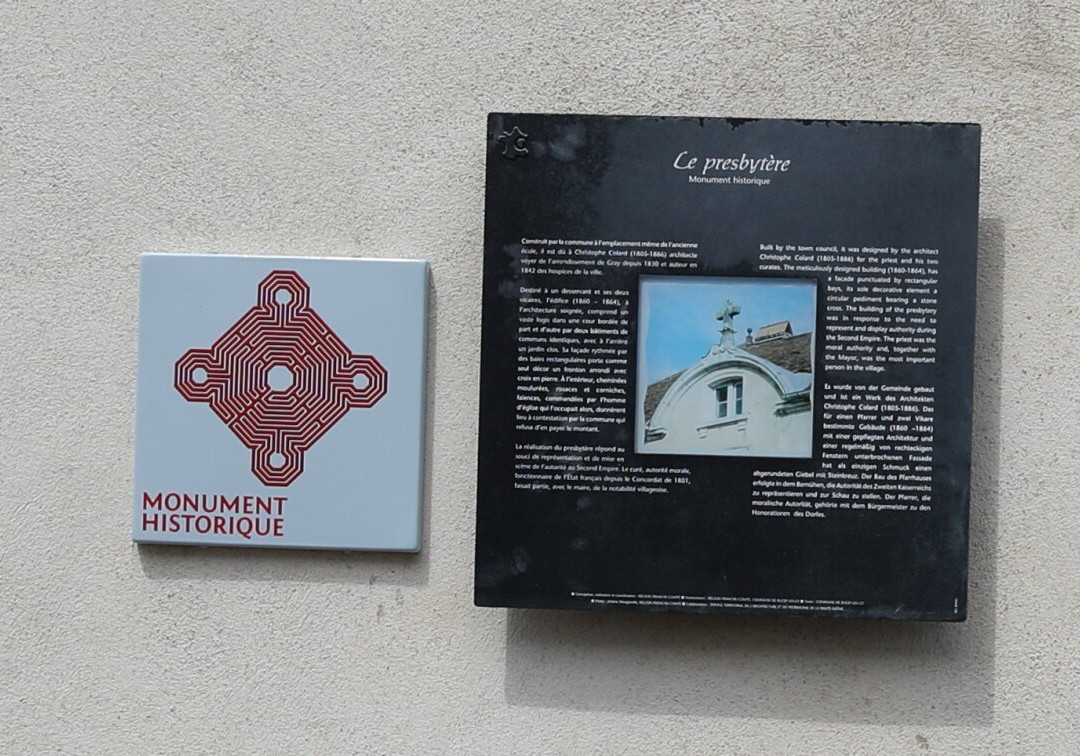 MONUMENT
HISTORIQUE
Le presbytère
Monument historique
Construit par la commune à l'emplacement même de l'ancienne
école, il est dû à Christophe Colard (1805-1886) architecte
voyer de l'arrondissement de Gray depuis 1830 et auteur en
1842 des hospices de la ville.
Destiné à un desservant et ses deux
vicaires, l'édifice (1860 – 1864), à
l'architecture soignée, comprend un
vaste logis dans une cour bordée de
part et d'autre par deux bâtiments de
communs identiques, avec à l'arrière
un jardin clos. Sa façade rythmée par
des baies rectangulaires porte comme
seul décor un fronton arrondi avec
croix en pierre. À l'intérieur, cheminées
moulurées, rosaces et corniches,
faïences, commandées par l'homme
d'église qui l'occupait alors, donnèrent
lieu à contestation par la commune qui
refusa d'en payer le montant.
La réalisation du presbytère répond au
souci de représentation et de mise en
scène de l'autorité au Second Empire. Le curé, autorité morale,
fonctionnaire de l'État français depuis le Concordat de 1801,
faisait partie, avec le maire, de la notabilité villageoise.
Built by the town council, it was designed by the architect
Christophe Colard (1805-1886) for the priest and his two
curates. The meticulously designed building (1860-1864), has
a facade punctuated by rectangular
bays, its sole decorative element a
circular pediment bearing a stone
cross. The building of the presbytery
was in response to the need to
represent and display authority during
the Second Empire. The priest was the
moral authority and, together with
the Mayor, was the most important
person in the village.
Es wurde von der Gemeinde gebaut
und ist ein Werk des Architekten
Christophe Colard (1805-1886). Das
für einen Pfarrer und zwei Vikare
bestimmte Gebäude (1860 –1864)
mit einer gepflegten Architektur und
einer regelmäßig von rechteckigen
Fenstern unterbrochenen Fassade
hat als einzigen Schmuck einen
abgerundeten Giebel mit Steinkreuz. Der Bau des Pfarrhauses
erfolgte in dem Bemühen, die Autorität des Zweiten Kaiserreichs
zu repräsentieren und zur Schau zu stellen. Der Pfarrer, die
moralische Autorität, gehörte mit dem Bürgermeister zu den
Honoratioren des Dorfes.